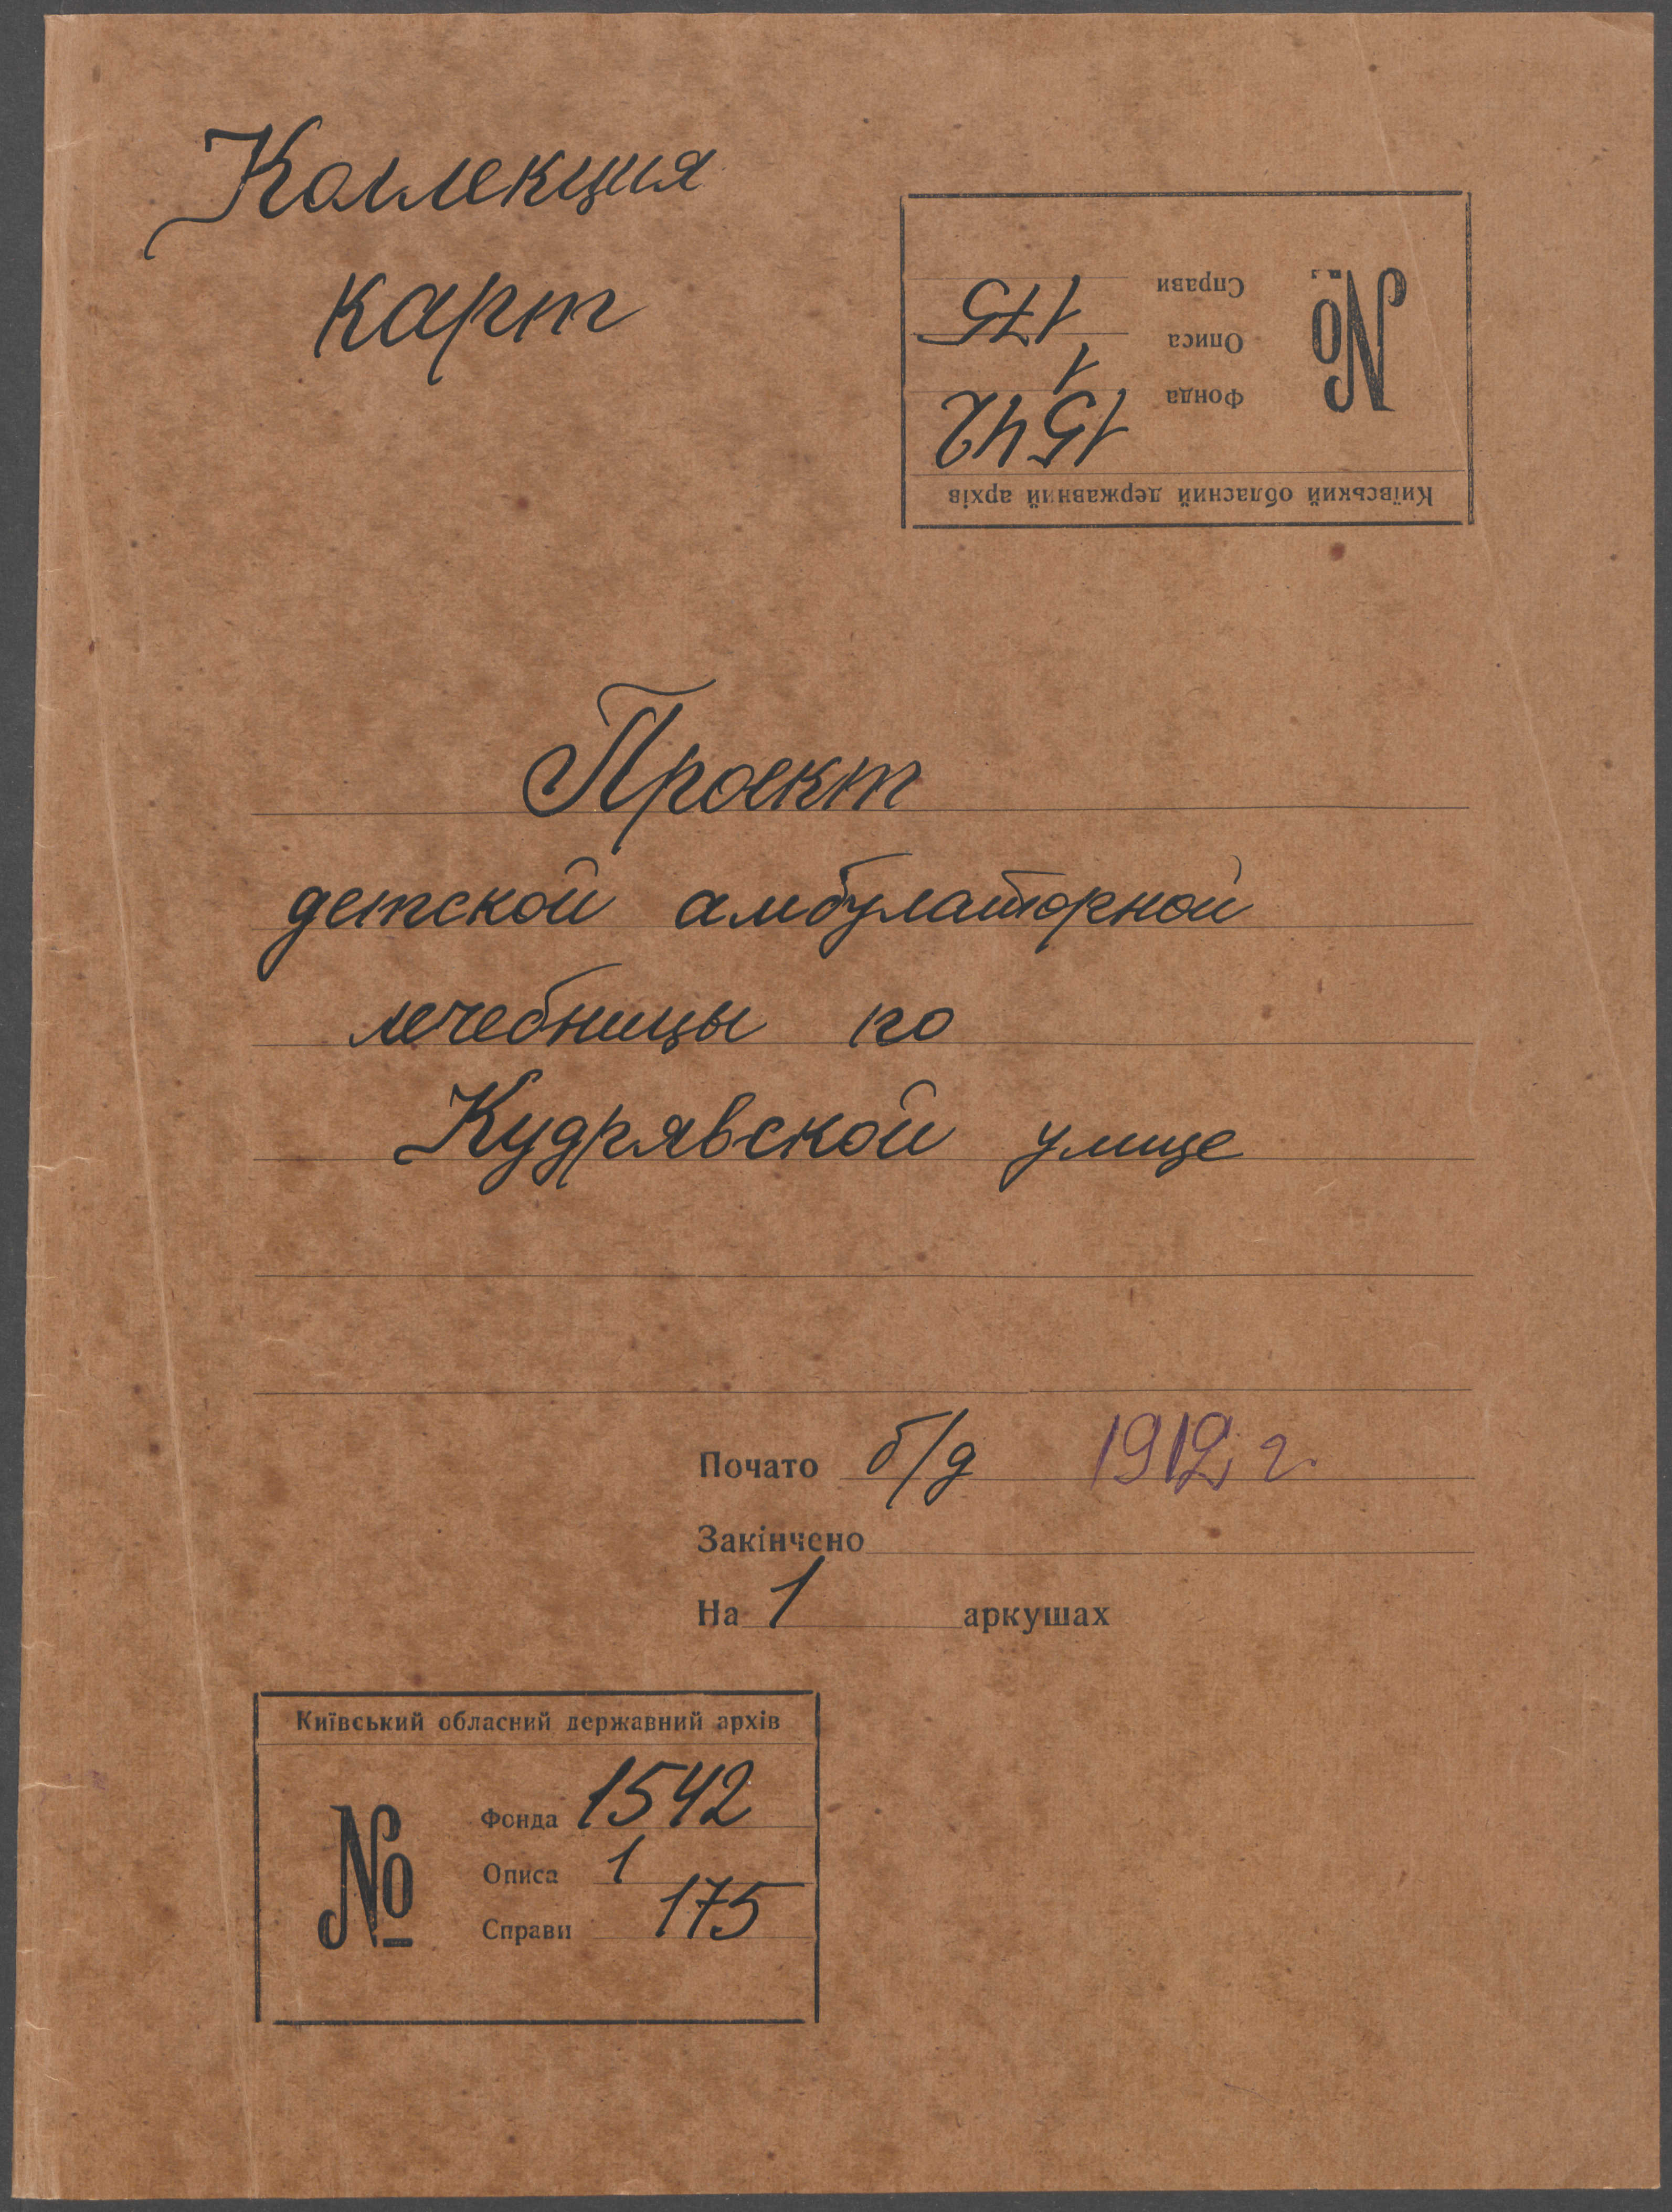 Коллекция
карт
Київський обласний державний архів
№
Фонда 1542
Описа 1
Справи 175
Проект
детской амбулаторной
лечебницы по
Кудрявской улице
Почато б/д 1912 г.
Закінчено
На 1 аркушах
Київський обласний державний архів
№
Фонда 1542
Описа 1
Справи 175